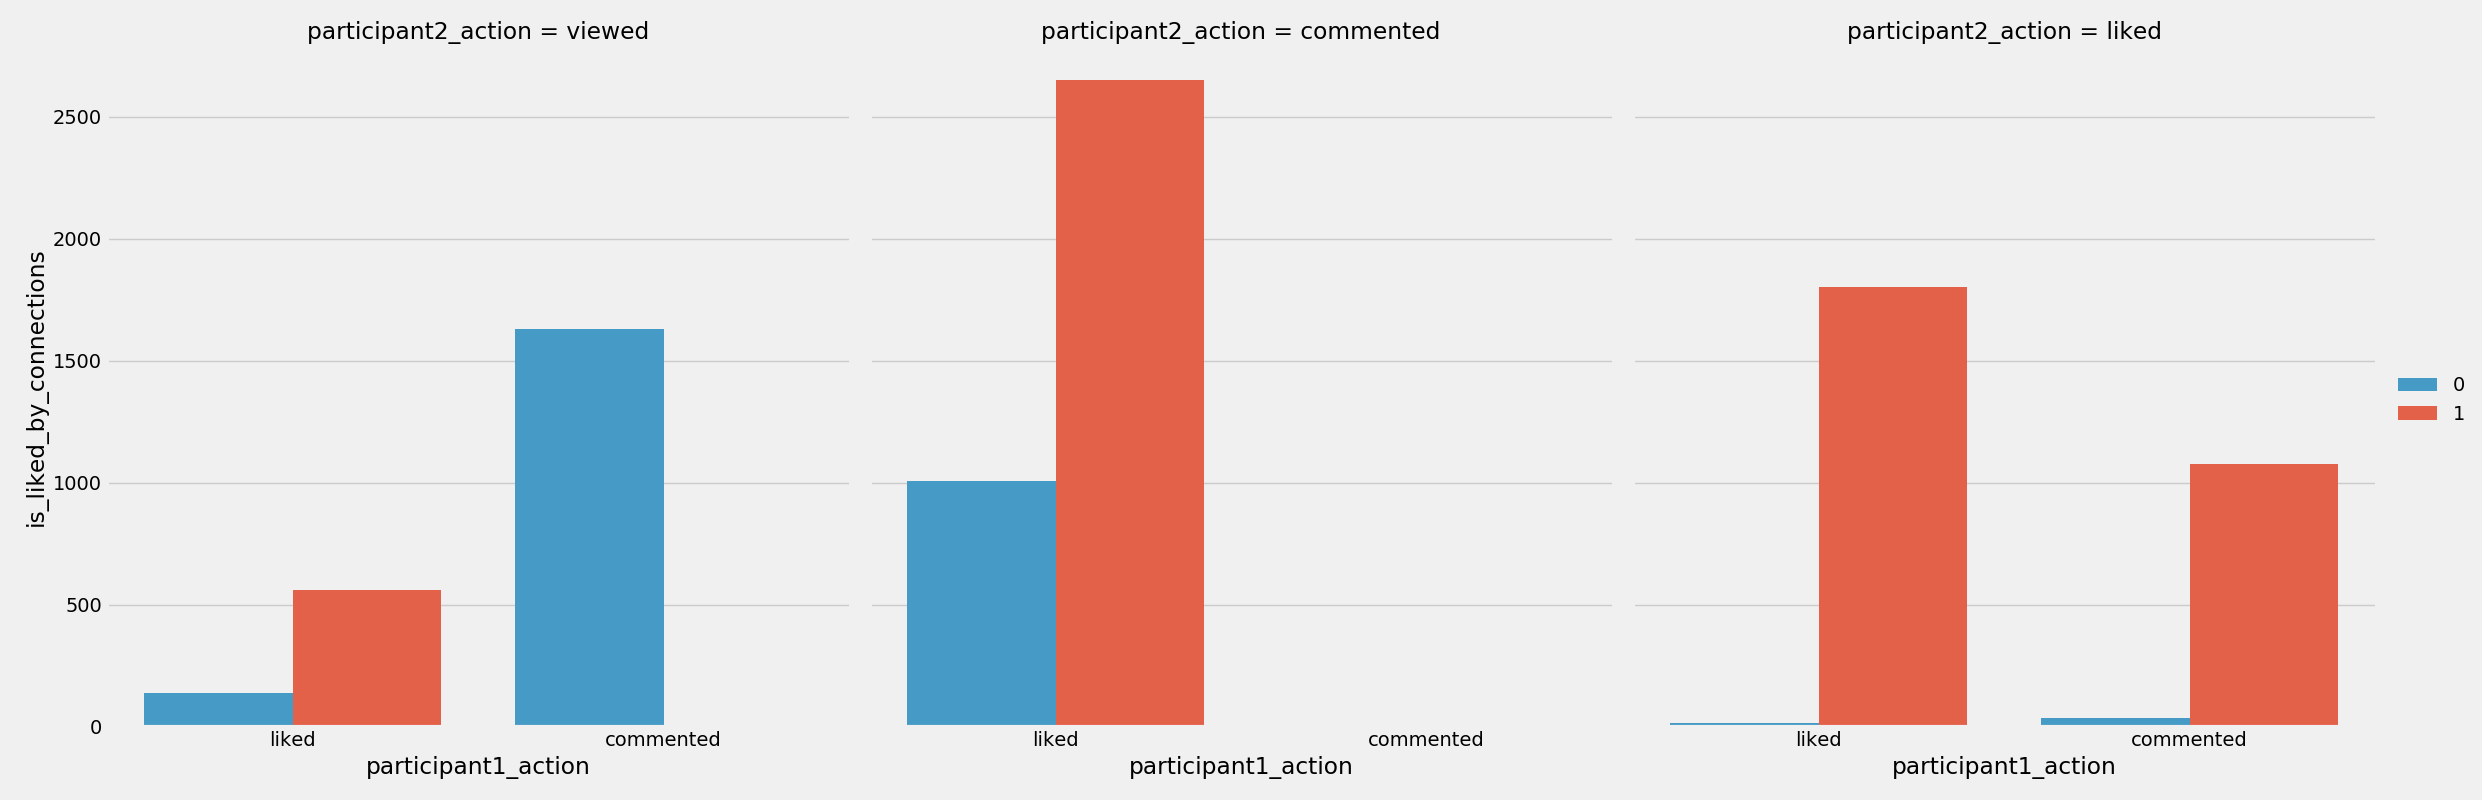 participant2_action = viewed
participant2_action = commented
participant2_action = liked
is_liked_by_connections
2500
2000
1500
1000
500
0
liked
commented
participant1_action
liked
commented
participant1_action
liked
commented
participant1_action
0
1